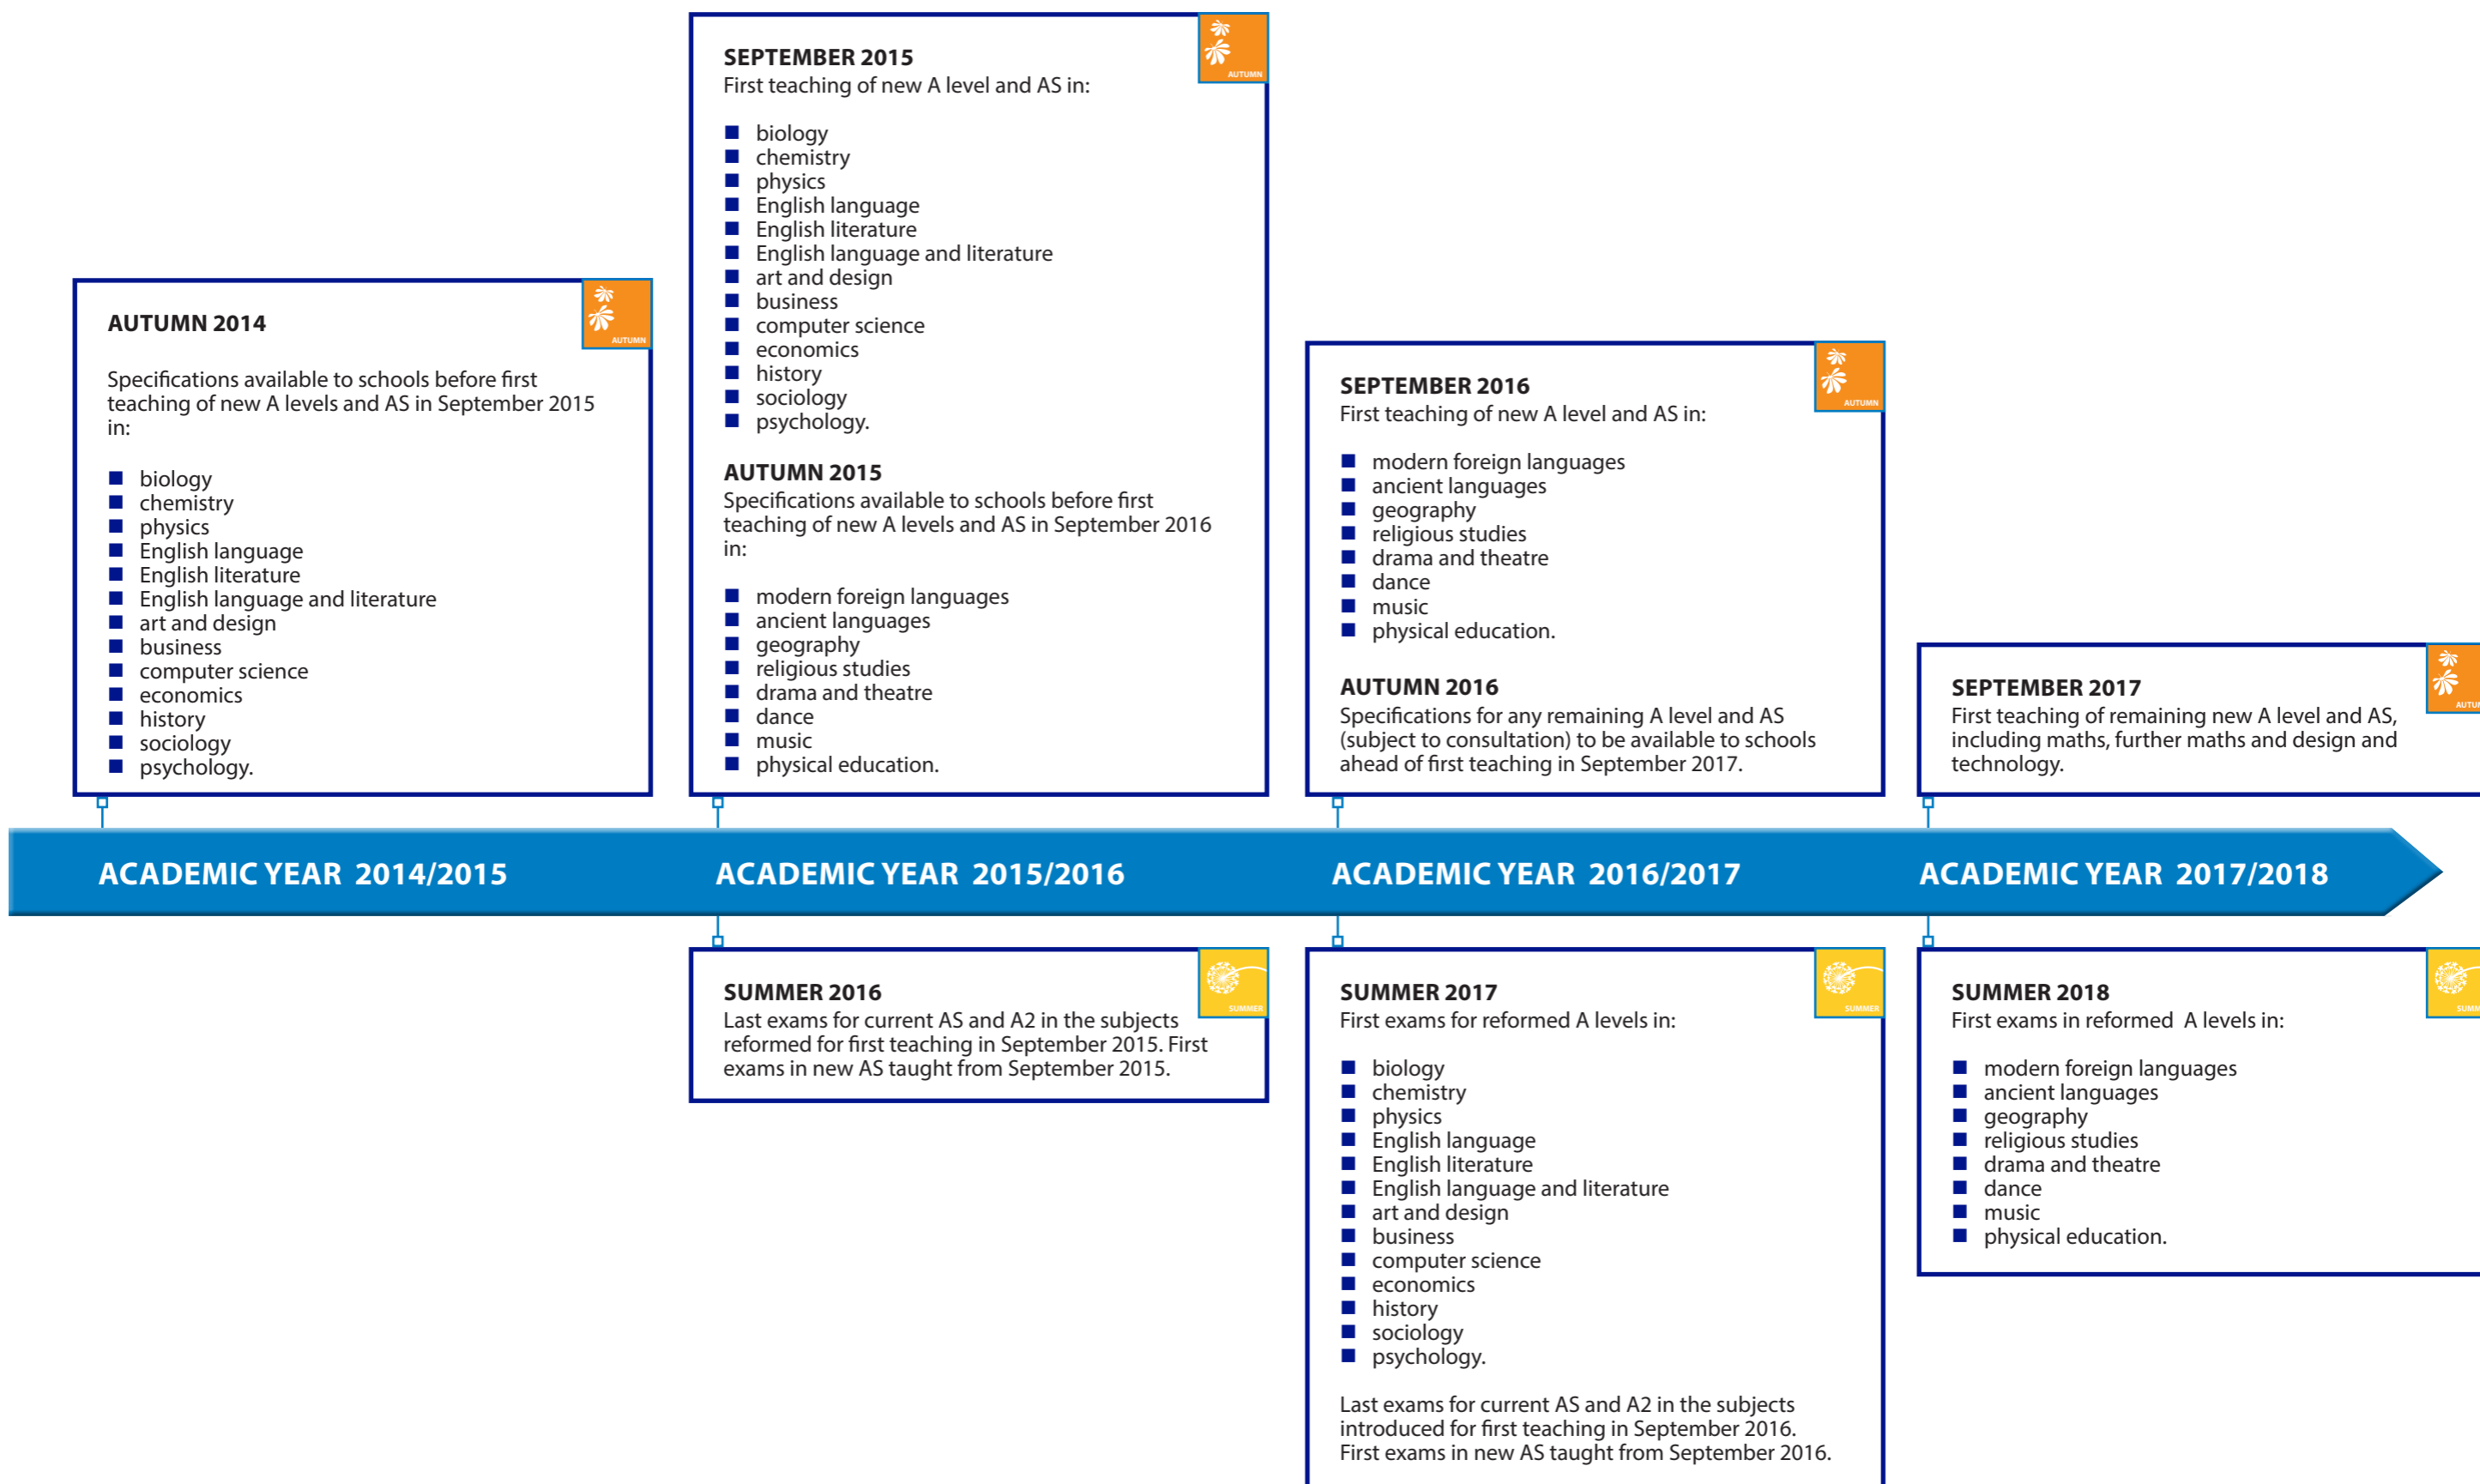 AUTUMN 2014
AUTUMN
Specifications available to schools before first
teaching of new A levels and AS in September 2015
in:
biology
chemistry
physics
English language
English literature
English language and literature
art and design
business
computer science
economics
history
sociology
psychology.
SEPTEMBER 2015
AUTUMN
First teaching of new A level and AS in:
biology
chemistry
physics
English language
English literature
English language and literature
art and design
business
computer science
economics
history
sociology
psychology.
AUTUMN 2015
Specifications available to schools before first
teaching of new A levels and AS in September 2016
in:
modern foreign languages
ancient languages
geography
religious studies
drama and theatre
dance
music
physical education.
SEPTEMBER 2016
AUTUMN
First teaching of new A level and AS in:
modern foreign languages
ancient languages
geography
religious studies
drama and theatre
dance
music
physical education.
AUTUMN 2016
Specifications for any remaining A level and AS
(subject to consultation) to be available to schools
ahead of first teaching in September 2017.
SEPTEMBER 2017
First teaching of remaining new A level and AS,
including maths, further maths and design and
technology.
ACADEMIC YEAR 2014/2015
ACADEMIC YEAR 2015/2016
ACADEMIC YEAR 2016/2017
ACADEMIC YEAR 2017/2018
SUMMER 2016
SUMMER
Last exams for current AS and A2 in the subjects
reformed for first teaching in September 2015. First
exams in new AS taught from September 2015.
SUMMER 2017
SUMMER
First exams for reformed A levels in:
biology
chemistry
physics
English language
English literature
English language and literature
art and design
business
computer science
economics
history
sociology
psychology.
Last exams for current AS and A2 in the subjects
introduced for first teaching in September 2016.
First exams in new AS taught from September 2016.
SUMMER 2018
First exams in reformed A levels in:
modern foreign languages
ancient languages
geography
religious studies
drama and theatre
dance
music
physical education.